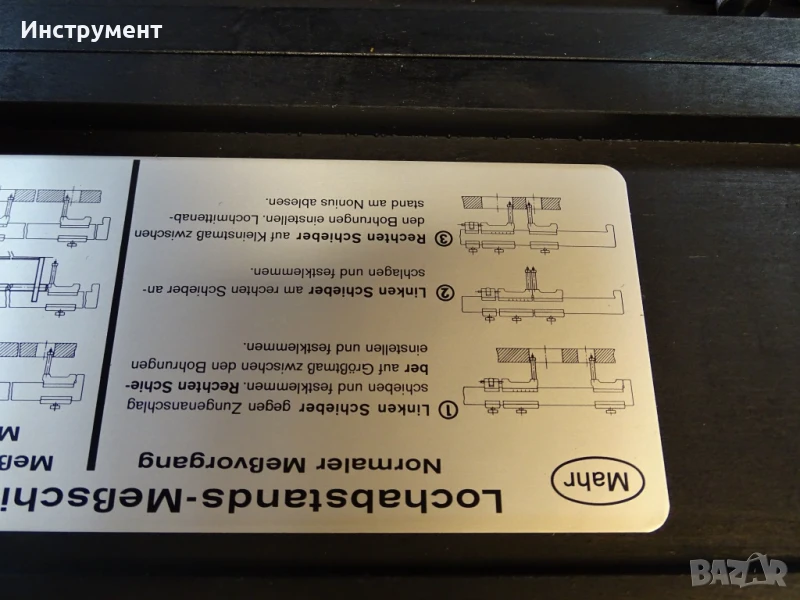 Инструмент
Mahr
Lochabstands-Meßschi
Normaler Meßvorgang
① Linken Schieber gegen Zungenanschlag
schieben und festklemmen. Rechten Schie-
ber auf Größtmaß zwischen den Bohrungen
einstellen und festklemmen.
② Linken Schieber am rechten Schieber an-
schlagen und festklemmen.
③ Rechten Schieber auf Kleinstmaß zwischen
den Bohrungen einstellen. Lochmittenab-
stand am Nonius ablesen.
Meß
M
BAZAR